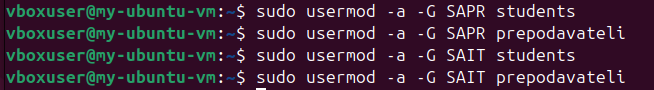 vboxuser@my-ubuntu-vm:~$ sudo usermod -a -G SAPR students
vboxuser@my-ubuntu-vm:~$ sudo usermod -a -G SAPR prepodavateli
vboxuser@my-ubuntu-vm:~$ sudo usermod -a -G SAIT students
vboxuser@my-ubuntu-vm:~$ sudo usermod -a -G SAIT prepodavateli